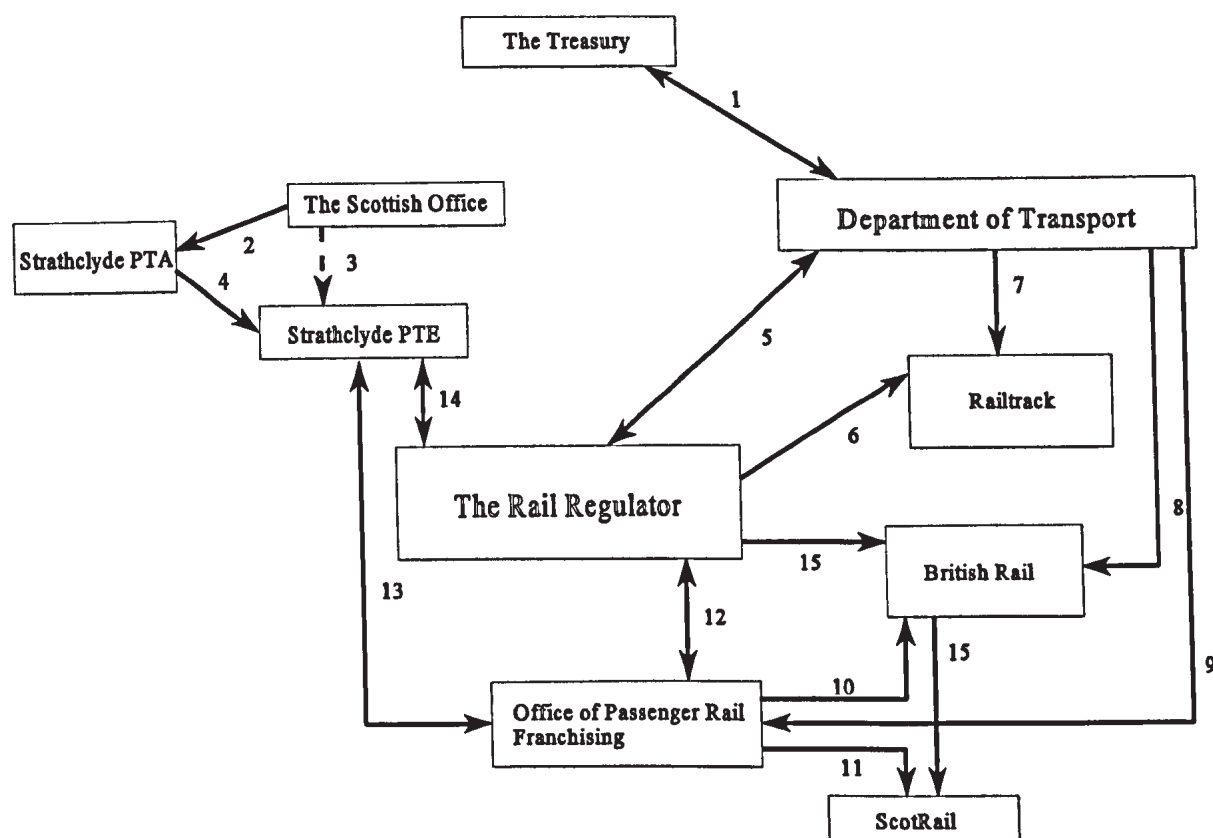 The Treasury
1
The Scottish Office
Department of Transport
Strathclyde PTA
2
3
4
7
Strathclyde PTE
5
14
Railtrack
6
The Rail Regulator
8
15
British Rail
13
12
15
9
10
Office of Passenger Rail
Franchising
11
ScotRail